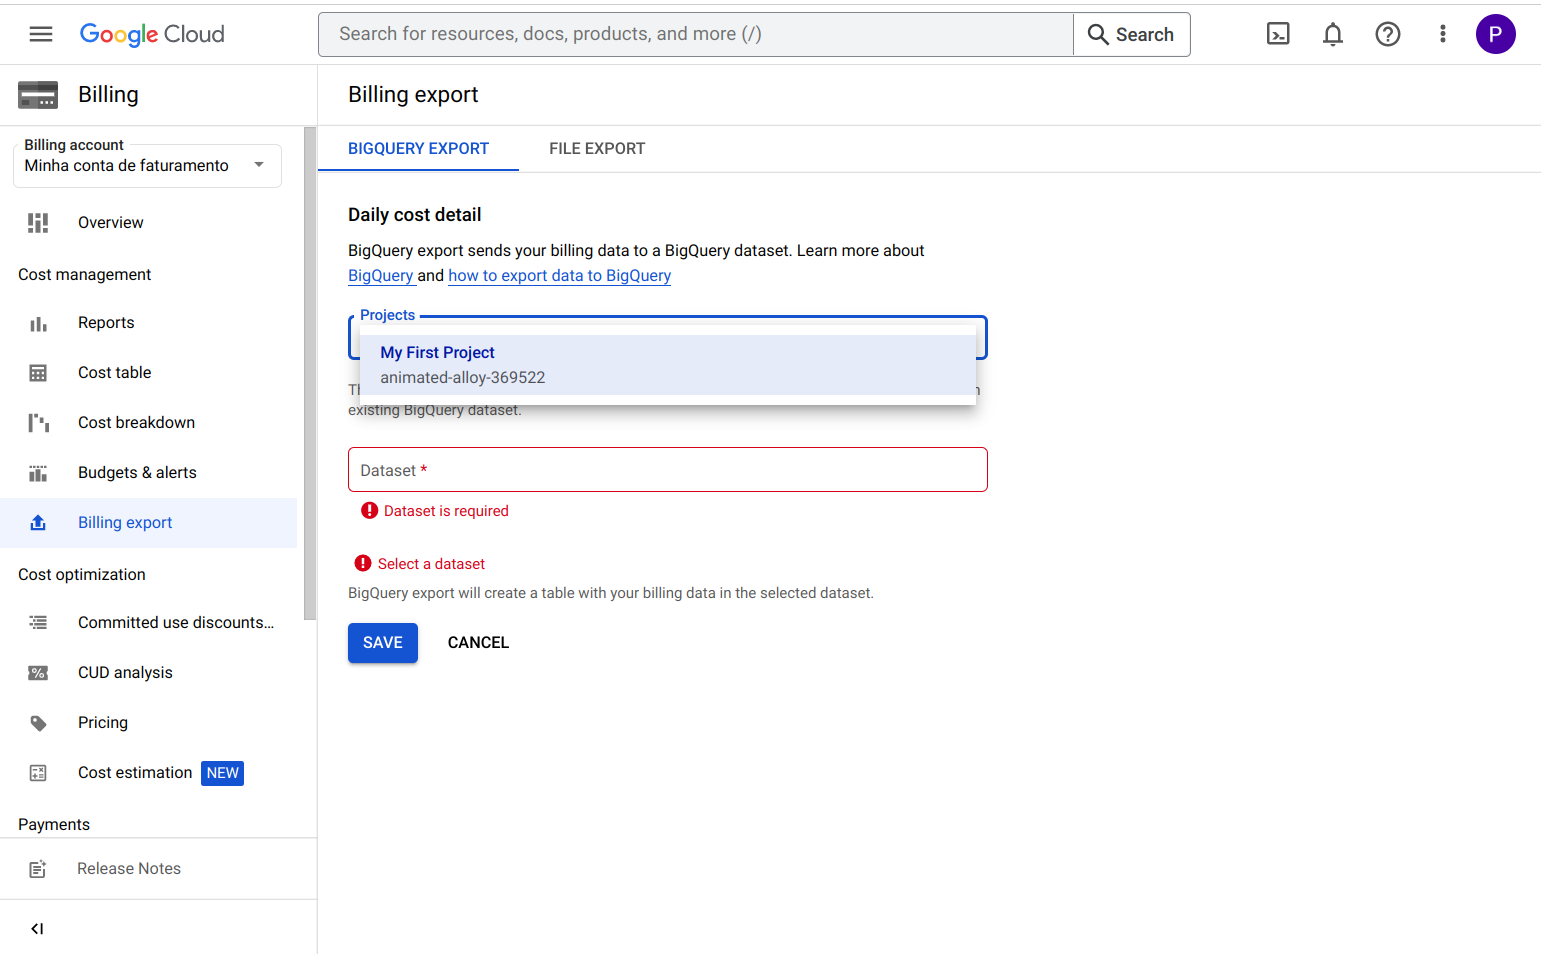 Google Cloud
Search for resources, docs, products, and more (/)
Search
P
Billing
Billing export
Billing account
Minha conta de faturamento
BIGQUERY EXPORT
FILE EXPORT
Overview
Cost management
Reports
Cost table
Cost breakdown
Budgets & alerts
Billing export
Cost optimization
Committed use discounts...
CUD analysis
Pricing
Cost estimation NEW
Payments
Release Notes
Daily cost detail
BigQuery export sends your billing data to a BigQuery dataset. Learn more about
BigQuery and how to export data to BigQuery
Projects
My First Project
animated-alloy-369522
existing BigQuery dataset.
Dataset *
Dataset is required
Select a dataset
BigQuery export will create a table with your billing data in the selected dataset.
SAVE
CANCEL